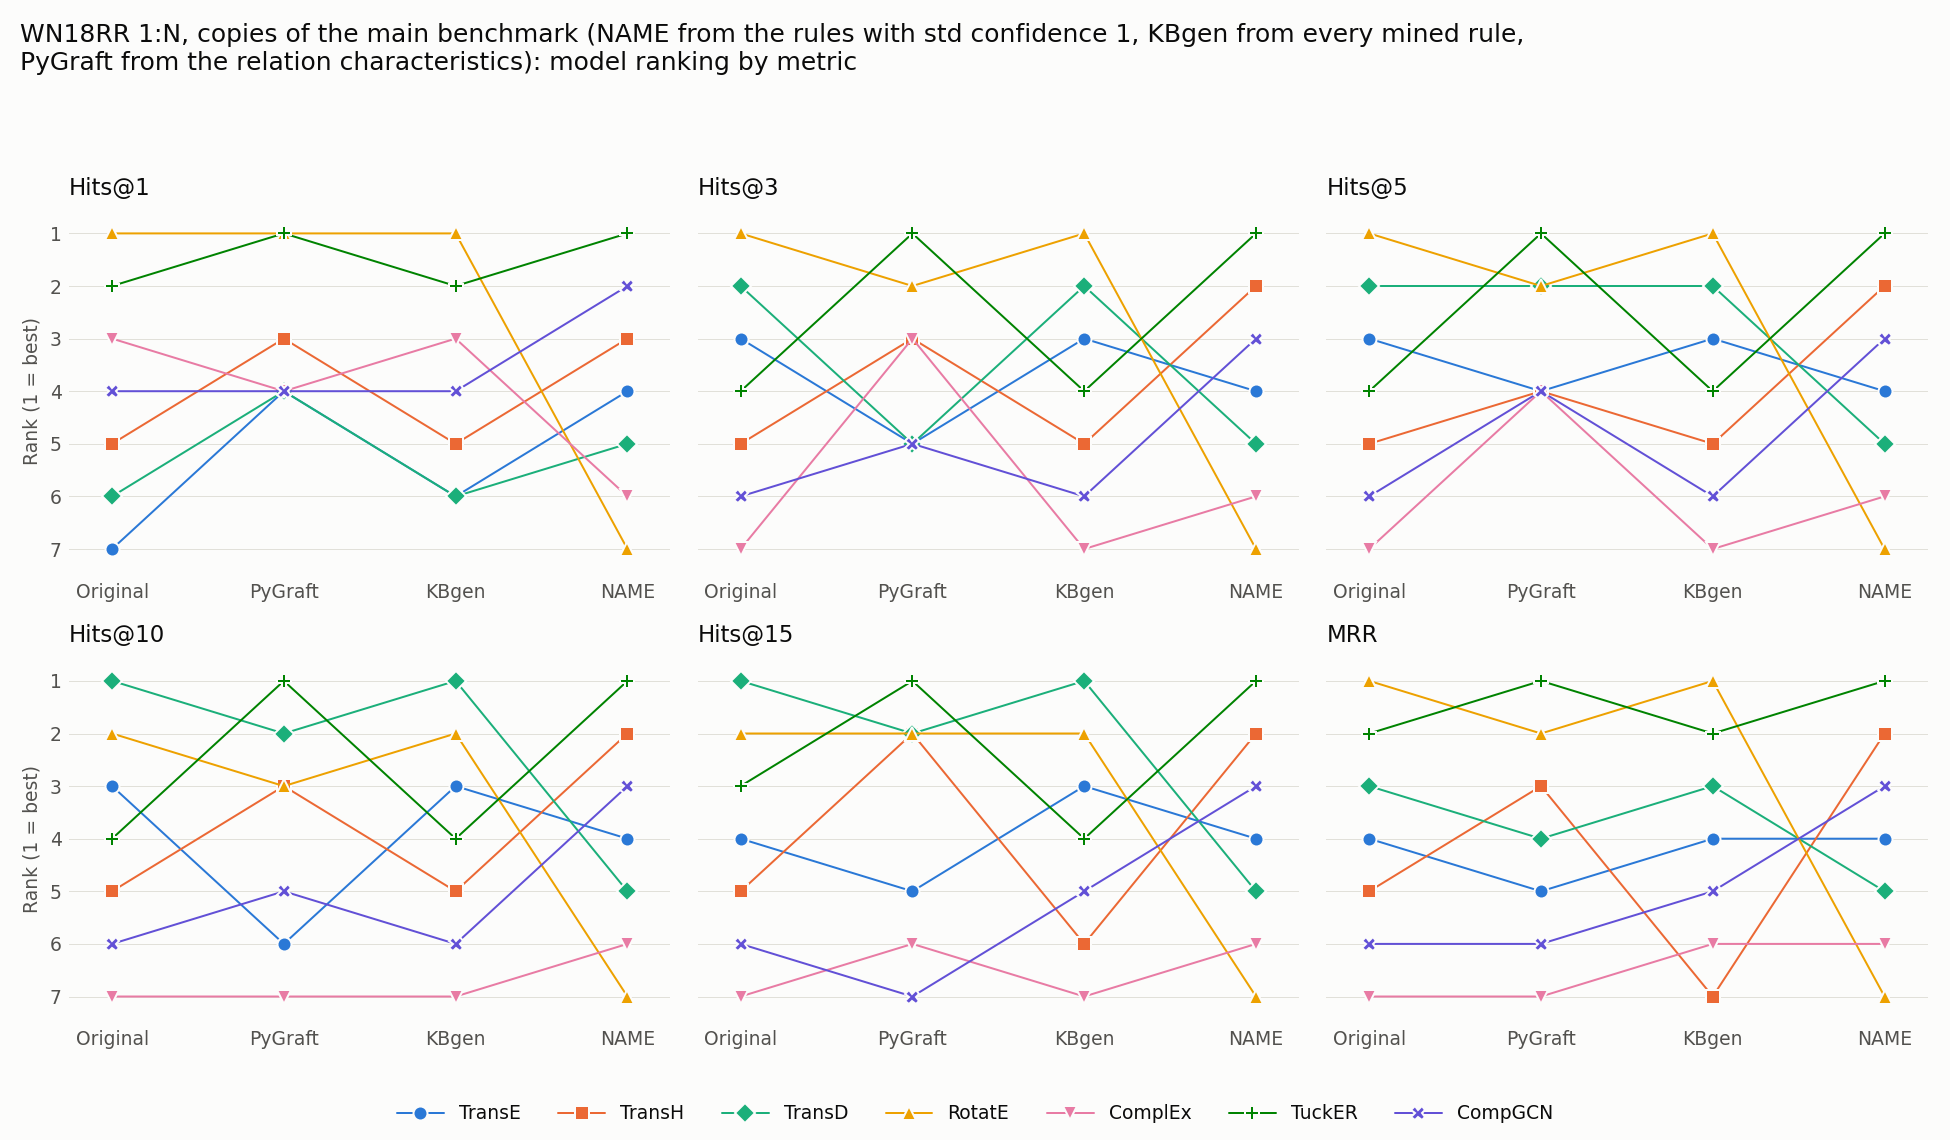 WN18RR 1:N, copies of the main benchmark (NAME from the rules with std confidence 1, KBgen from every mined rule,
PyGraft from the relation characteristics): model ranking by metric
Hits@1
Hits@3
Hits@5
Rank (1 = best)
1
2
3
4
5
6
7
Original PyGraft KBgen NAME
Original PyGraft KBgen NAME
Original PyGraft KBgen NAME
Hits@10
Hits@15
MRR
Rank (1 = best)
1
2
3
4
5
6
7
Original PyGraft KBgen NAME
Original PyGraft KBgen NAME
Original PyGraft KBgen NAME
TransE TransH TransD RotatE ComplEx TuckER CompGCN